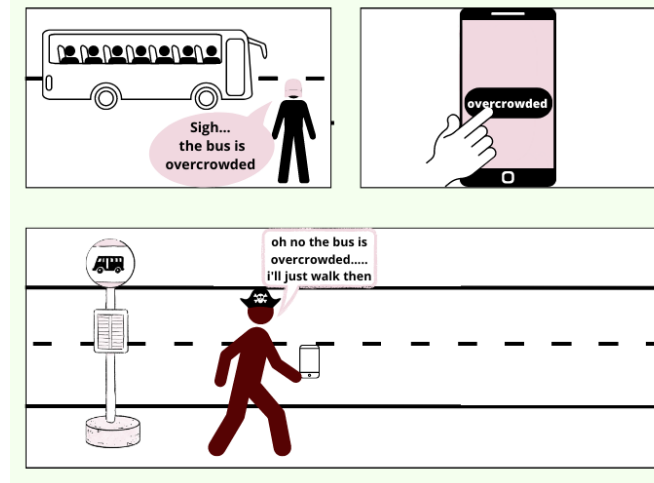 Sigh...
the bus is
overcrowded
overcrowded
oh no the bus is
overcrowded.....
i'll just walk then